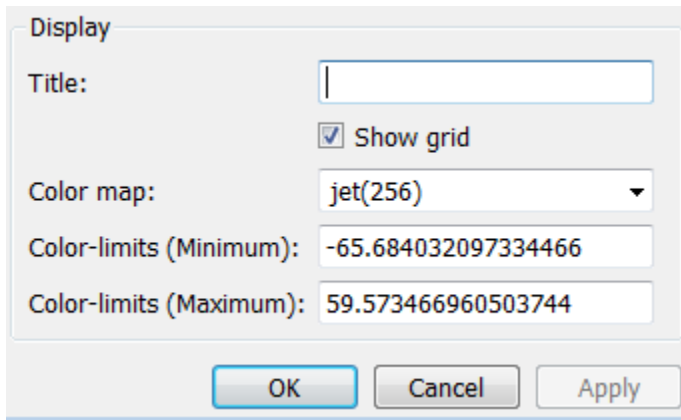 Display
Title:
Show grid
Color map: jet(256)
Color-limits (Minimum): -65.684032097334466
Color-limits (Maximum): 59.573466960503744
OK Cancel Apply